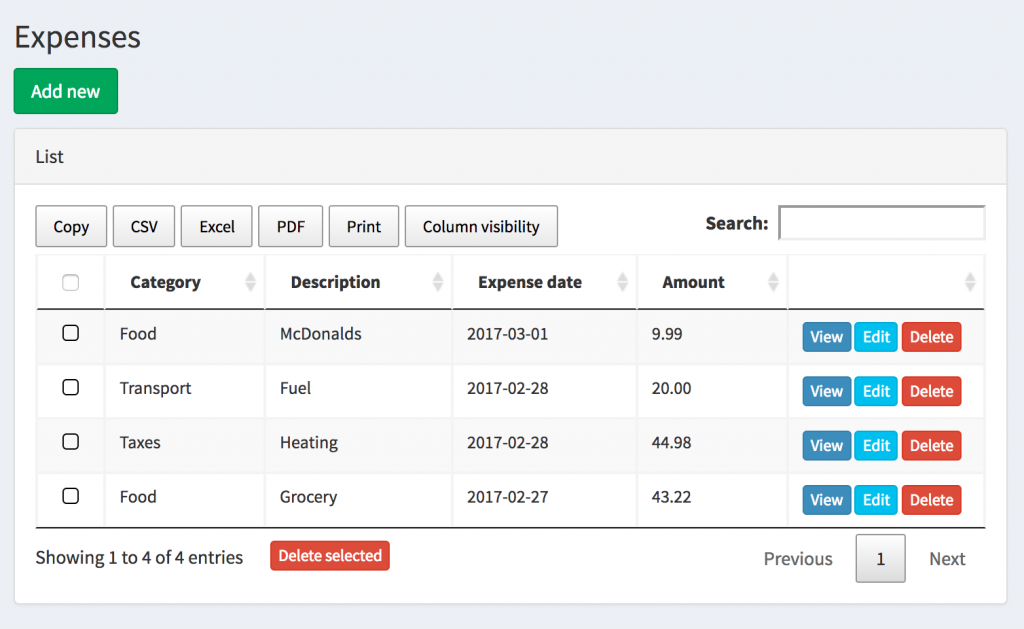 Expenses
Add new
List
Copy CSV Excel PDF Print Column visibility Search:
Category Description Expense date Amount
Food McDonalds 2017-03-01 9.99 View Edit Delete
Transport Fuel 2017-02-28 20.00 View Edit Delete
Taxes Heating 2017-02-28 44.98 View Edit Delete
Food Grocery 2017-02-27 43.22 View Edit Delete
Showing 1 to 4 of 4 entries Delete selected Previous 1 Next